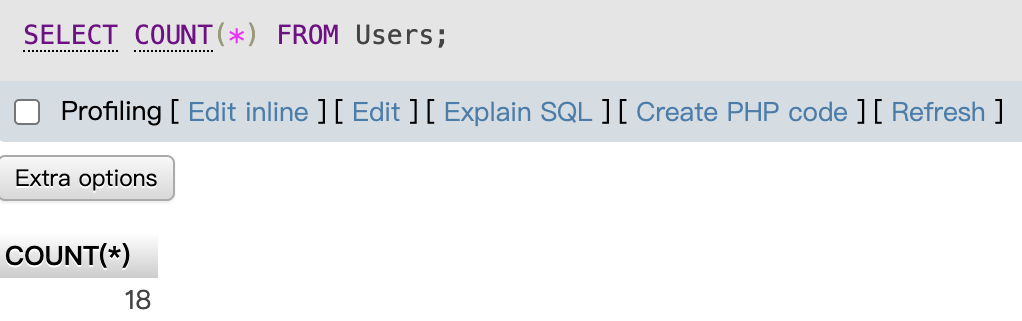 SELECT COUNT(*) FROM Users;
Profiling [ Edit inline ] [ Edit ] [ Explain SQL ] [ Create PHP code ] [ Refresh ]
Extra options
COUNT(*)
18